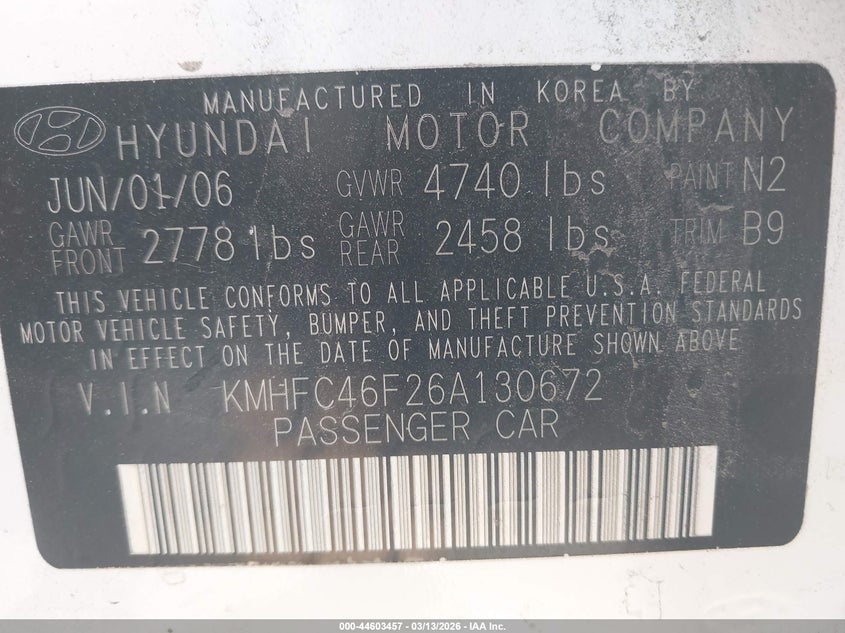 MANUFACTURED IN KOREA BY
HYUNDAI MOTOR COMPANY
JUN/01/06 GVWR 4740 lbs PAINT N2
GAWR FRONT 2778 lbs GAWR REAR 2458 lbs TRIM B9
THIS VEHICLE CONFORMS TO ALL APPLICABLE U.S.A. FEDERAL
MOTOR VEHICLE SAFETY, BUMPER, AND THEFT PREVENTION STANDARDS
IN EFFECT ON THE DATE OF MANUFACTURE SHOWN ABOVE
V.I.N KMHFC46F26A130672
PASSENGER CAR
000-44603457 - 03/13/2026 - IAA Inc.